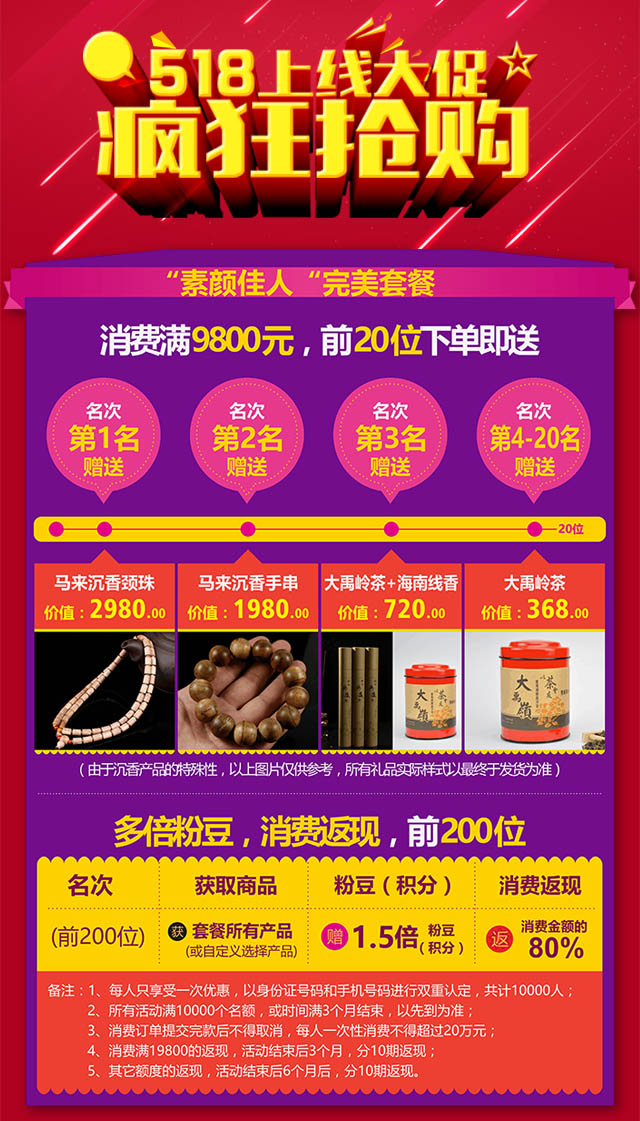 518上线大促
疯狂抢购
“素颜佳人 “完美套餐
消费满9800元，前20位下单即送
名次
第1名
赠送
名次
第2名
赠送
名次
第3名
赠送
名次
第4-20名
赠送
20位
马来沉香颈珠
价值：2980.00
马来沉香手串
价值：1980.00
大禹岭茶+海南线香
价值：720.00
大禹岭茶
价值：368.00
大禹嶺
茶
大禹嶺
茶
（由于沉香产品的特殊性，以上图片仅供参考，所有礼品实际样式以最终于发货为准）
多倍粉豆，消费返现，前200位
名次 获取商品 粉豆（积分） 消费返现
(前200位)
获 套餐所有产品
(或自定义选择产品)
赠 1.5倍 粉豆
（积分）
返 消费金额的
80%
备注：1、每人只享受一次优惠，以身份证号码和手机号码进行双重认定，共计10000人；
2、所有活动满10000个名额，或时间满3个月结束，以先到为准；
3、消费订单提交完款后不得取消，每人一次性消费不得超过20万元；
4、消费满19800的返现，活动结束后3个月，分10期返现；
5、其它额度的返现，活动结束后6个月后，分10期返现。